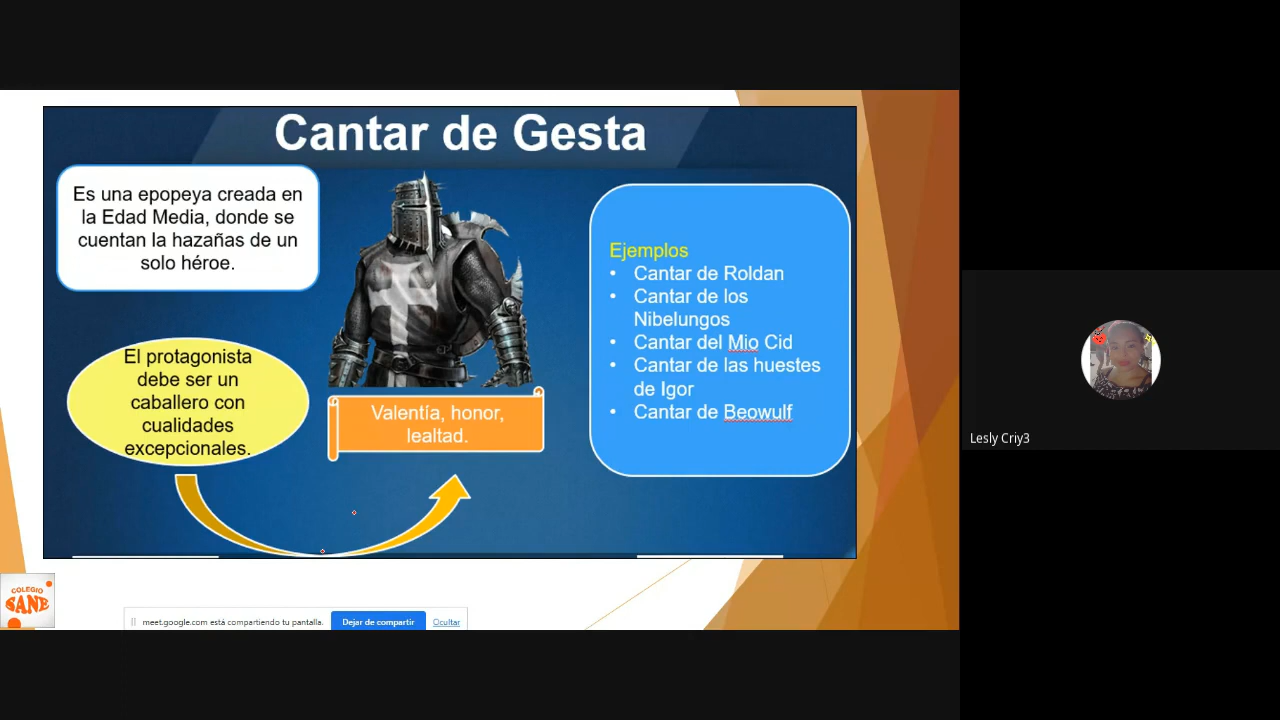 Cantar de Gesta
Es una epopeya creada en
la Edad Media, donde se
cuentan la hazañas de un
solo héroe.
El protagonista
debe ser un
caballero con
cualidades
excepcionales.
Valentía, honor,
lealtad.
Ejemplos
• Cantar de Roldan
• Cantar de los
Nibelungos
• Cantar del Mio Cid
• Cantar de las huestes
de Igor
• Cantar de Beowulf
COLEGIO
SANE
meet.google.com está compartiendo tu pantalla.
Dejar de compartir
Ocultar
Lesly Criy3